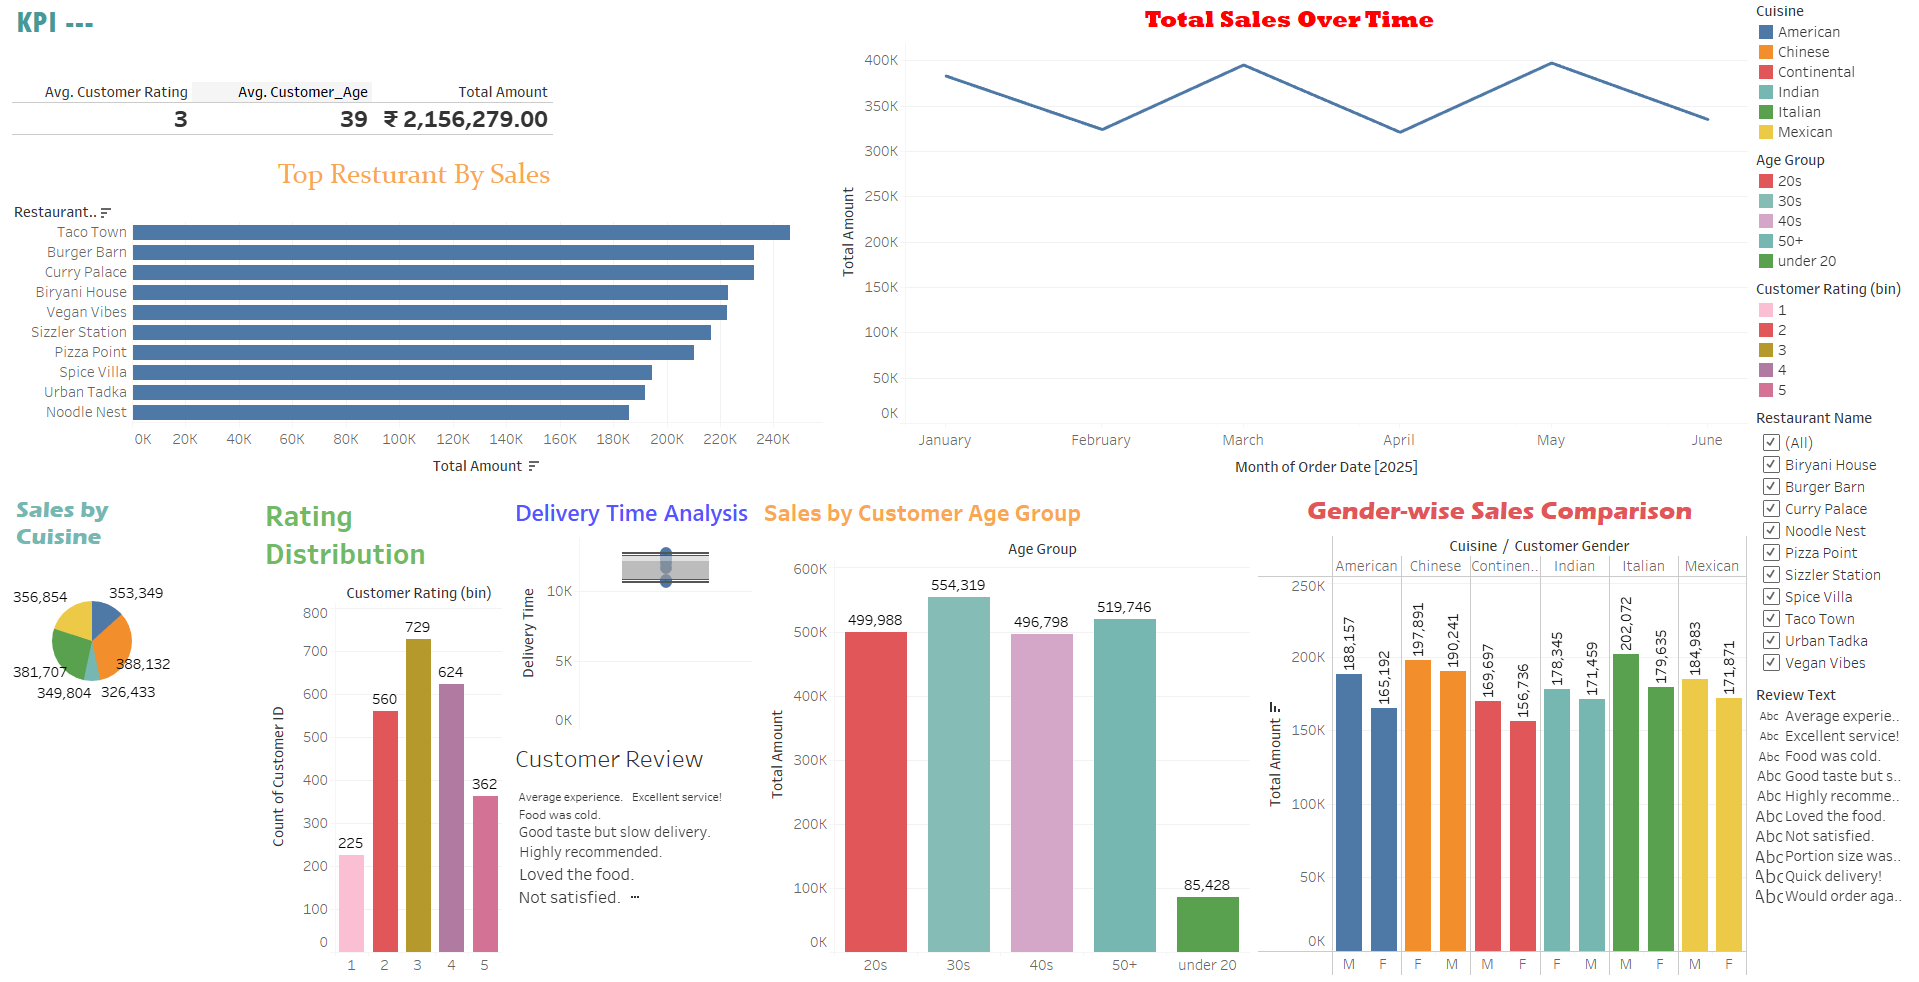 KPI ---
Avg. Customer Rating Avg. Customer_Age Total Amount
3 39 ₹ 2,156,279.00
Top Resturant By Sales
Restaurant..
Taco Town
Burger Barn
Curry Palace
Biryani House
Vegan Vibes
Sizzler Station
Pizza Point
Spice Villa
Urban Tadka
Noodle Nest
0K 20K 40K 60K 80K 100K 120K 140K 160K 180K 200K 220K 240K
Total Amount
Total Sales Over Time
400K
350K
300K
250K
200K
150K
100K
50K
0K
Total Amount
January February March April May June
Month of Order Date [2025]
Cuisine
American
Chinese
Continental
Indian
Italian
Mexican
Age Group
20s
30s
40s
50+
under 20
Customer Rating (bin)
1
2
3
4
5
Restaurant Name
(All)
Biryani House
Burger Barn
Curry Palace
Noodle Nest
Pizza Point
Sizzler Station
Spice Villa
Taco Town
Urban Tadka
Vegan Vibes
Review Text
Abc Average experie..
Abc Excellent service!
Abc Food was cold.
Abc Good taste but s..
Abc Highly recomme..
Abc Loved the food.
Abc Not satisfied.
Abc Portion size was..
Abc Quick delivery!
Abc Would order aga..
Sales by
Cuisine
356,854 353,349
388,132
381,707
349,804 326,433
Rating
Distribution
Customer Rating (bin)
800
700
600
500
400
300
200
100
0
Count of Customer ID
225
560
729
624
362
1 2 3 4 5
Delivery Time Analysis
10K
5K
0K
Delivery Time
Customer Review
Average experience. Excellent service!
Food was cold.
Good taste but slow delivery.
Highly recommended.
Loved the food.
Not satisfied. ...
Sales by Customer Age Group
Age Group
600K
500K
400K
300K
200K
100K
0K
Total Amount
499,988
554,319
496,798
519,746
85,428
20s 30s 40s 50+ under 20
Gender-wise Sales Comparison
Cuisine / Customer Gender
American Chinese Continen.. Indian Italian Mexican
250K
200K
150K
100K
50K
0K
Total Amount
188,157
165,192
197,891
190,241
169,697
156,736
178,345
171,459
202,072
179,635
184,983
171,871
M F F M M F F M M F M F